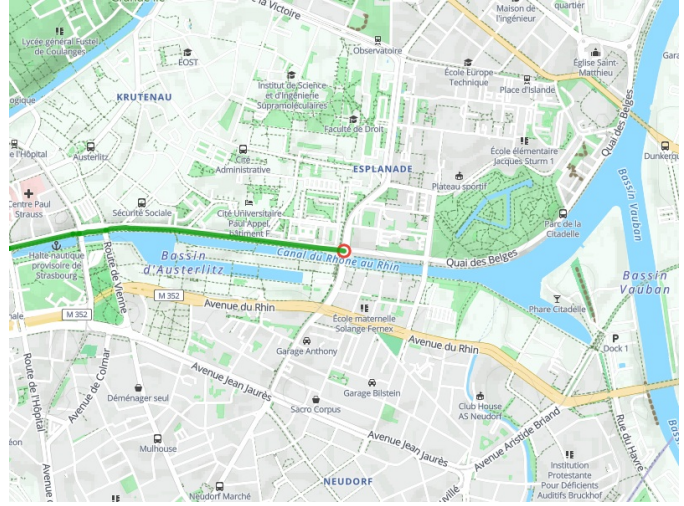 la Victoire
Maison de
l'ingénieur
quartier
Lycée général Fustel
de Coulanges
ÉOST
Observatoire
Église Saint-
Matthieu
École Europe
Technique
Place d'Islande
Institut de Science
et d'Ingénierie
Supramoléculaires
KRUTENAU
Faculté de Droit
Quai des Belges
École élémentaire
Jacques Sturm 1
Dunkerqu
e l'Hôpital
Austerlitz
Cité
Administrative
ESPLANADE
Plateau sportif
Bassin Vauban
Centre Paul
Strauss
Sécurité Sociale
Cité Universitaire
Paul Appel,
bâtiment F
Parc de la
Citadelle
Halte nautique
provisoire de
Strasbourg
Route de Vienne
Bassin
d'Austerlitz
Canal du Rhône au Rhin
Quai des Belges
Bassin
Vauban
M 352
Avenue du Rhin
Phare Citadelle
M 352
École maternelle
Solange Fernex
Avenue du Rhin
P
Dock 1
Garage Anthony
Route de l'Hôpital
Avenue de Colmar
Avenue Jean Jaurès
Déménager seul
Garage Bilstein
Sacro Corpus
Club House
AS Neudorf
Avenue Aristide Briand
Rue du Havre
Avenue Jean Jaurès
Mulhouse
Institution
Protestante
Pour Déficients
Auditifs Bruckhof
NEUDORF
Neudorf Marché